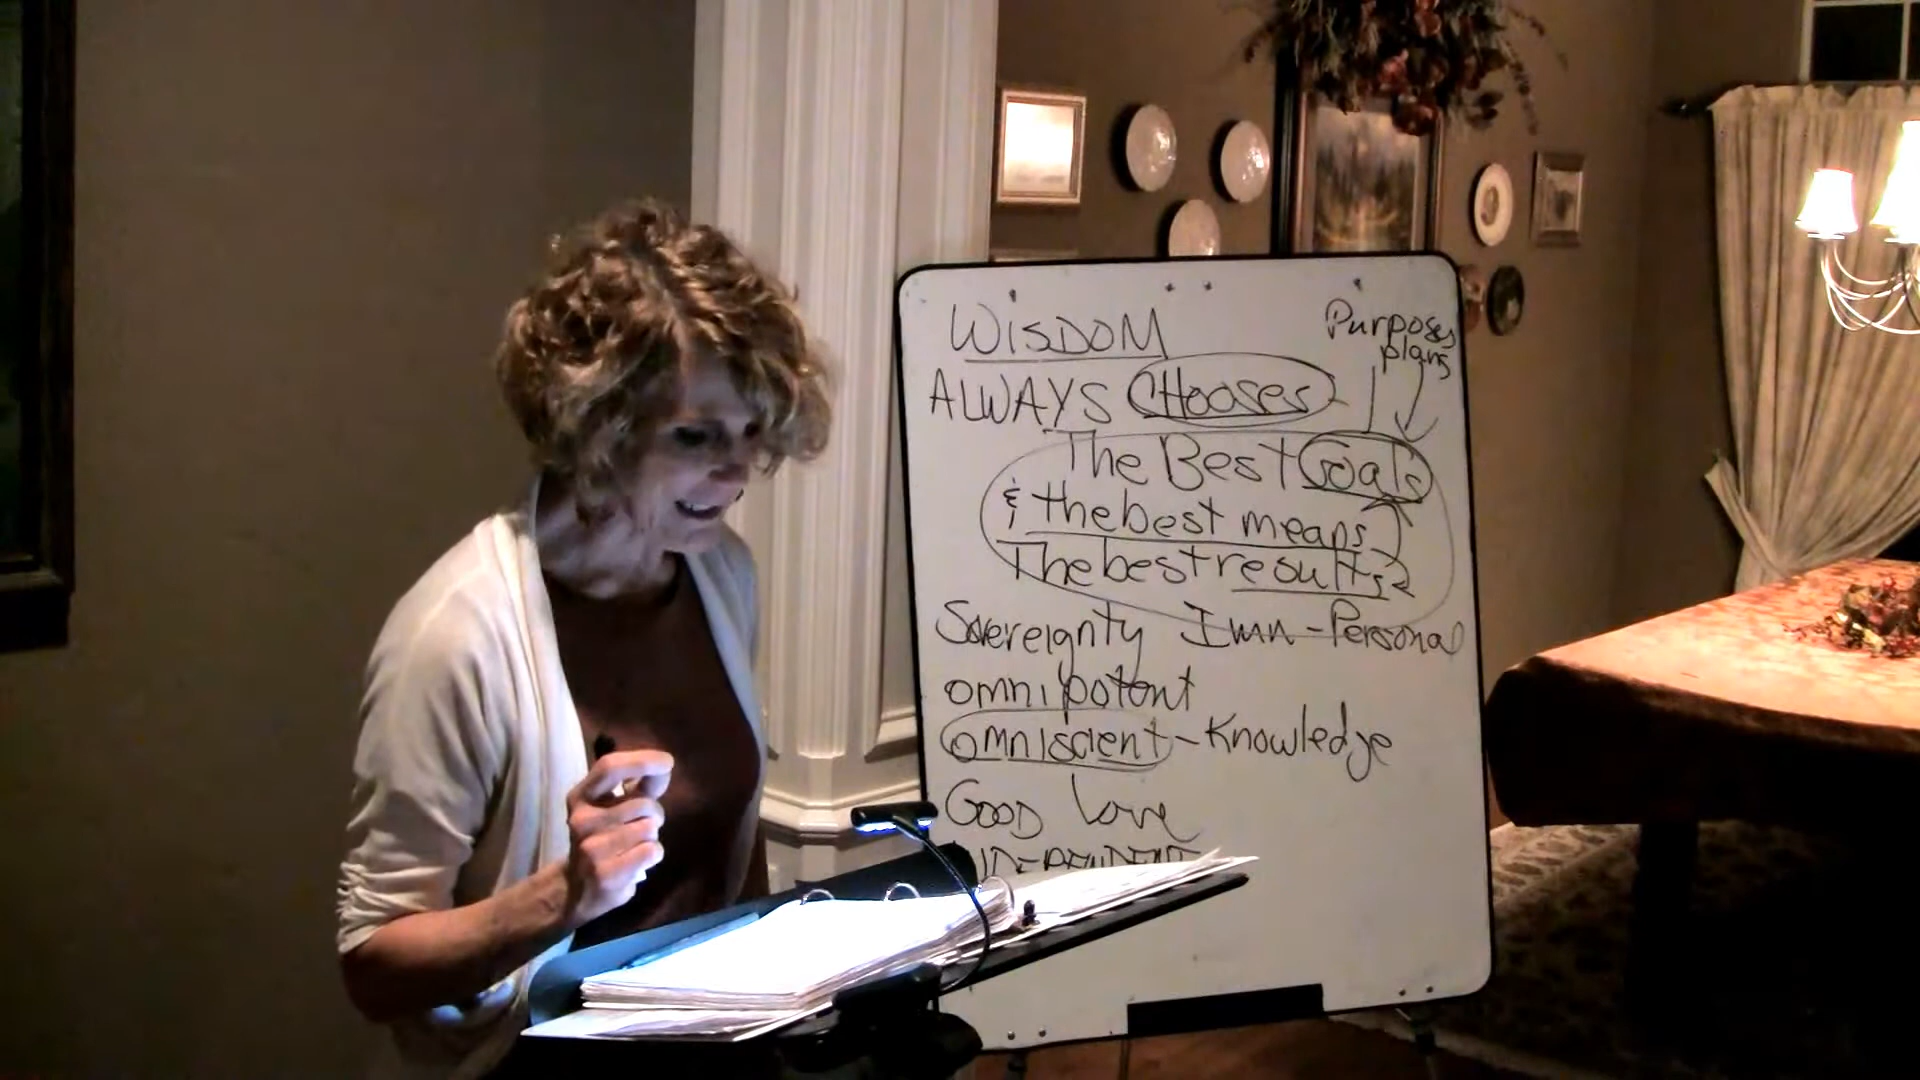 WISDOM
Purposes
plans
ALWAYS CHOOSES
The Best Goals
& the best means
The best results
Sovereignty Imn-Personal
omnipotent
omniscient-Knowledge
GOOD Love